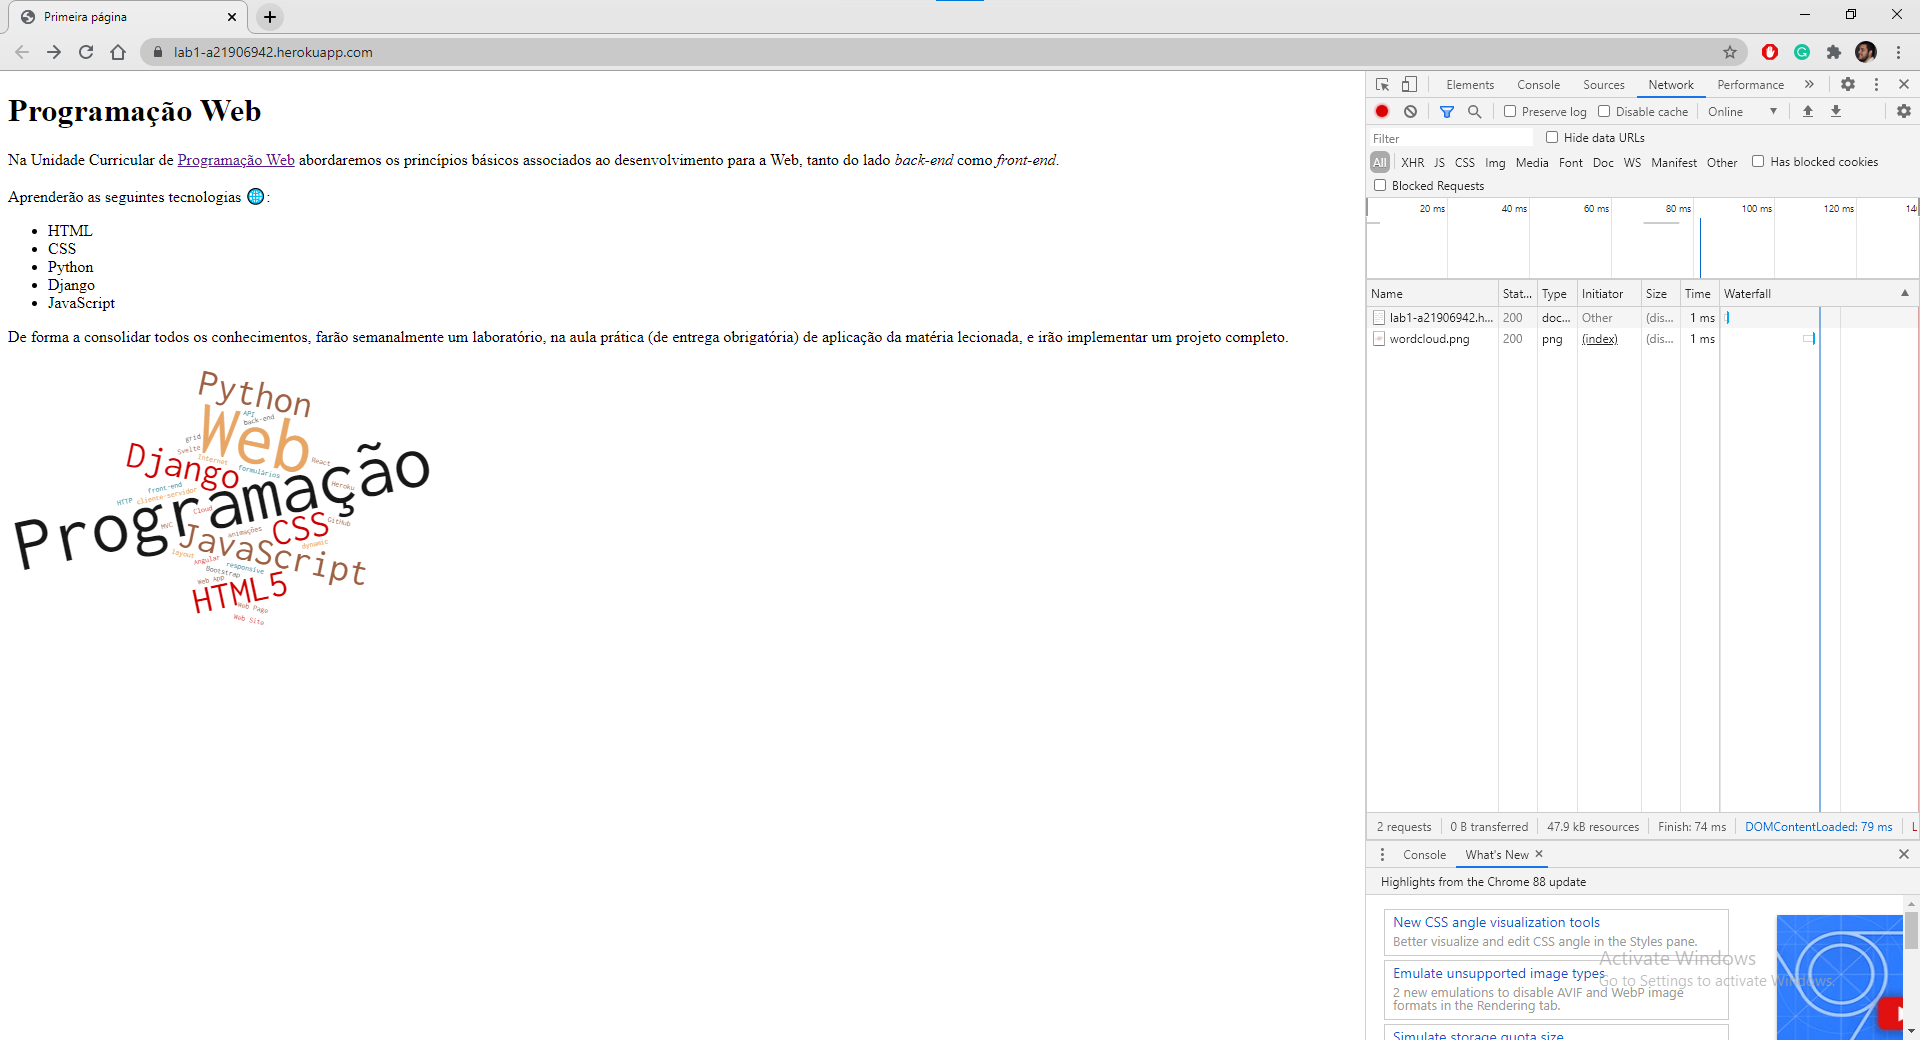 Primeira página
lab1-a21906942.herokuapp.com
Programação Web
Na Unidade Curricular de Programação Web abordaremos os princípios básicos associados ao desenvolvimento para a Web, tanto do lado back-end como front-end.
Aprenderão as seguintes tecnologias :
HTML
CSS
Python
Django
JavaScript
De forma a consolidar todos os conhecimentos, farão semanalmente um laboratório, na aula prática (de entrega obrigatória) de aplicação da matéria lecionada, e irão implementar um projeto completo.
Python
API
back-end
Web
grid
Svelte
Internet
React
Django
formulários
Heroku
Programação
front-end
HTTP
cliente-servidor
Cloud
MVC
CSS
GitHub
animações
JavaScript
dynamic
layout
Angular
responsive
Bootstrap
Web App
HTML5
Web Page
Web Site
Elements Console Sources Network Performance
Preserve log Disable cache Online
Filter Hide data URLs
All XHR JS CSS Img Media Font Doc WS Manifest Other Has blocked cookies
Blocked Requests
20 ms 40 ms 60 ms 80 ms 100 ms 120 ms 14
Name Stat... Type Initiator Size Time Waterfall
lab1-a21906942.h... 200 doc... Other (dis... 1 ms
wordcloud.png 200 png (index) (dis... 1 ms
2 requests 0 B transferred 47.9 kB resources Finish: 74 ms DOMContentLoaded: 79 ms L
Console What's New
Highlights from the Chrome 88 update
New CSS angle visualization tools
Better visualize and edit CSS angle in the Styles pane.
Emulate unsupported image types
2 new emulations to disable AVIF and WebP image
formats in the Rendering tab.
Simulate storage quota size
Activate Windows
Go to Settings to activate Windows.